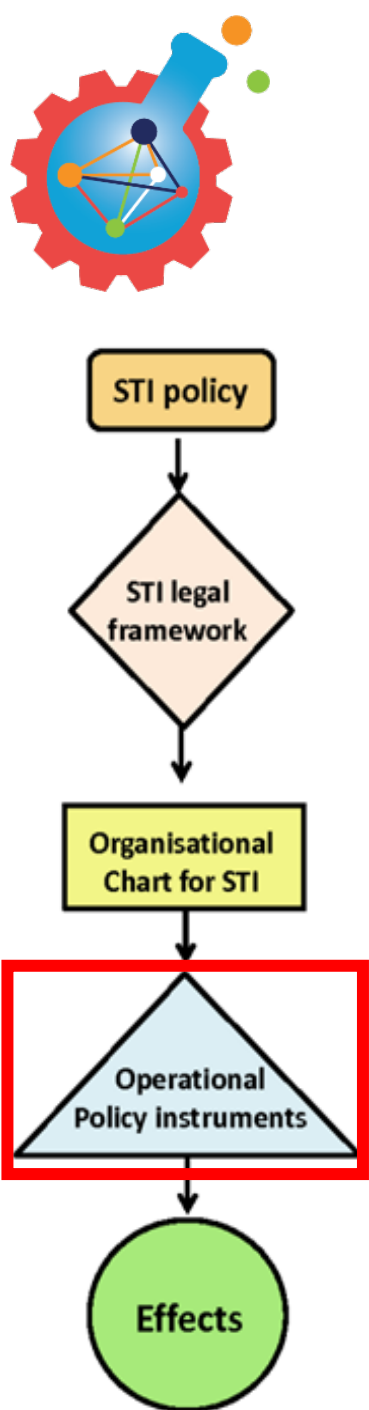 STI policy
STI legal
framework
Organisational
Chart for STI
Operational
Policy instruments
Effects